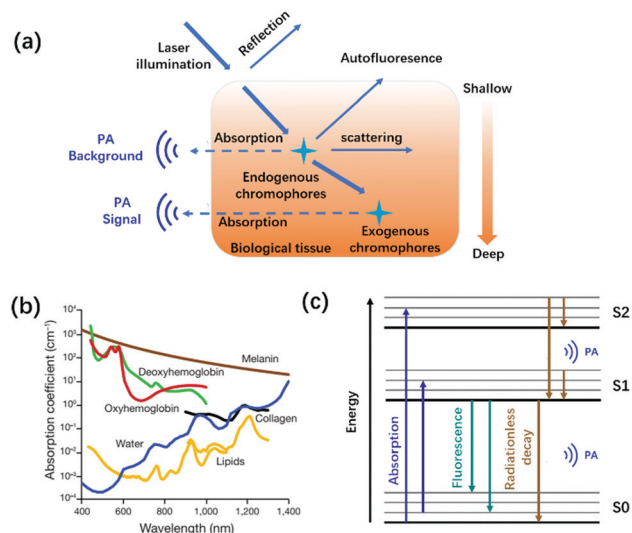 (a)
Laser
illumination
Reflection
Autofluoresence
Shallow
PA
Background
Absorption
scattering
Endogenous
chromophores
PA
Signal
Absorption
Exogenous
chromophores
Biological tissue
Deep
(b)
Absorption coefficient (cm⁻¹)
10⁴
10³
10²
10¹
10⁰
10⁻¹
10⁻²
10⁻³
10⁻⁴
Melanin
Deoxyhemoglobin
Oxyhemoglobin
Collagen
Water
Lipids
400
600
800
1,000
1,200
1,400
Wavelength (nm)
(c)
Energy
Absorption
Fluorescence
Radiationless
decay
S2
PA
S1
PA
S0